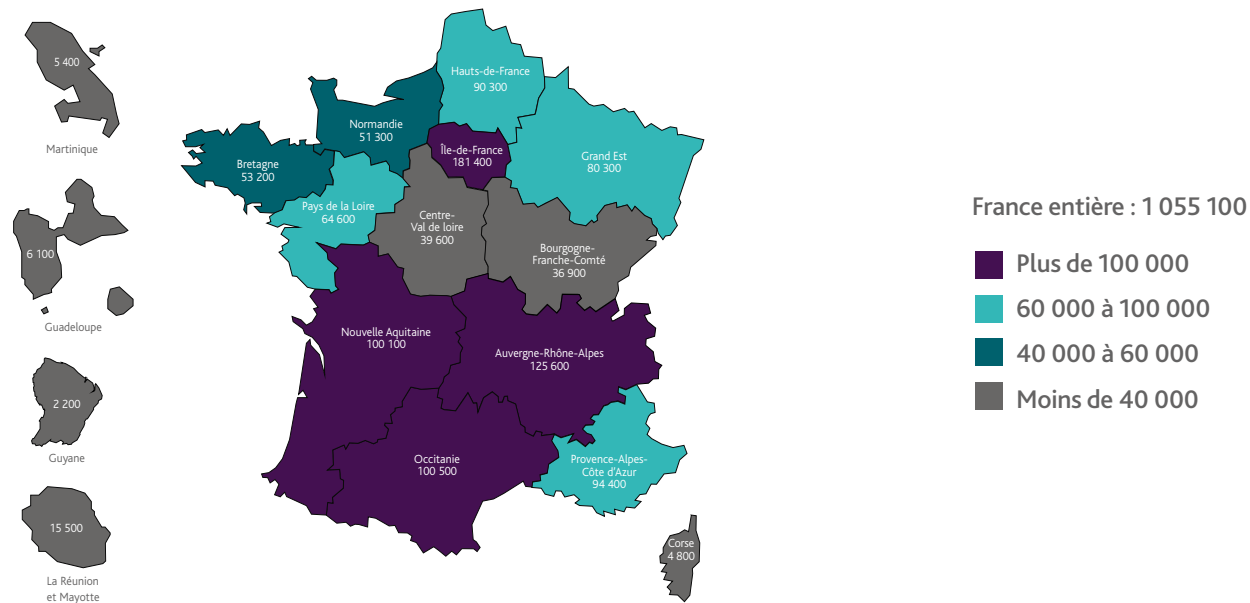 5 400
Martinique
6 100
Guadeloupe
2 200
Guyane
15 500
La Réunion
et Mayotte
Hauts-de-France
90 300
Normandie
51 300
Île-de-France
181 400
Grand Est
80 300
Bretagne
53 200
Pays de la Loire
64 600
Centre-
Val de loire
39 600
Bourgogne-
Franche-Comté
36 900
Nouvelle Aquitaine
100 100
Auvergne-Rhône-Alpes
125 600
Occitanie
100 500
Provence-Alpes-
Côte d'Azur
94 400
Corse
4 800
France entière : 1 055 100
Plus de 100 000
60 000 à 100 000
40 000 à 60 000
Moins de 40 000